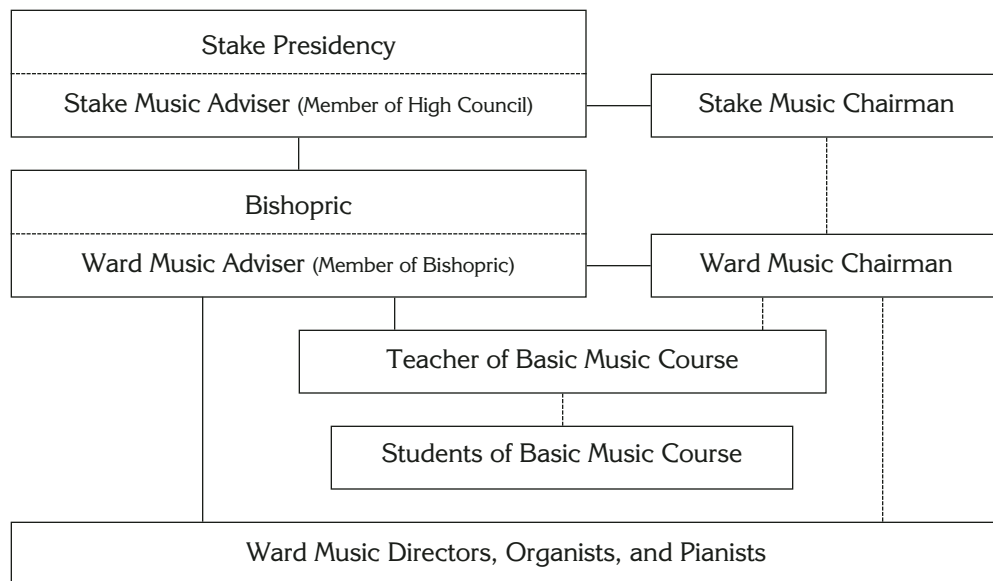 Stake Presidency
Stake Music Adviser (Member of High Council)
Stake Music Chairman
Bishopric
Ward Music Adviser (Member of Bishopric)
Ward Music Chairman
Teacher of Basic Music Course
Students of Basic Music Course
Ward Music Directors, Organists, and Pianists